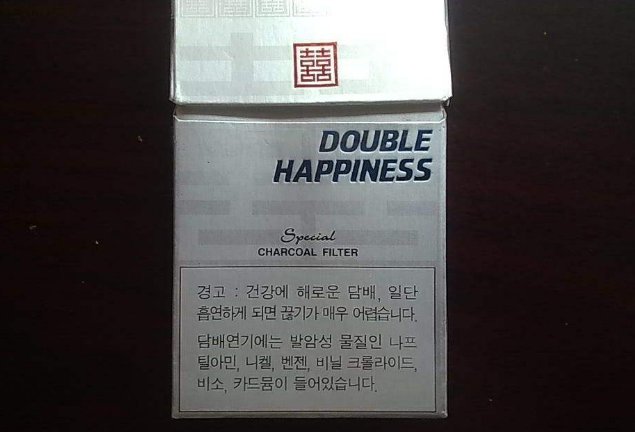 囍
DOUBLE
HAPPINESS
Special
CHARCOAL FILTER
경고 : 건강에 해로운 담배, 일단
흡연하게 되면 끊기가 매우 어렵습니다.
담배연기에는 발암성 물질인 나프
틸아민, 니켈, 벤젠, 비닐 크롤라이드,
비소, 카드뮴이 들어있습니다.